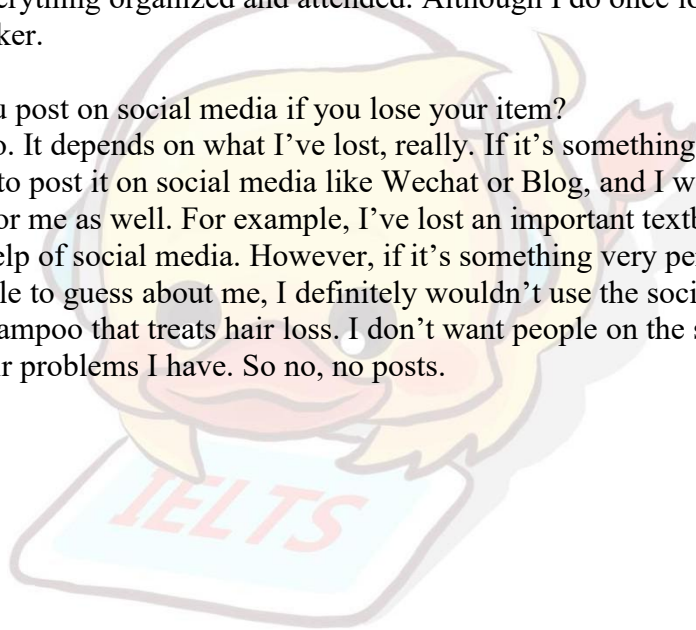 erything organized and attended. Although I do once lo
ker.
u post on social media if you lose your item?
o. It depends on what I’ve lost, really. If it’s something
to post it on social media like Wechat or Blog, and I w
or me as well. For example, I’ve lost an important textb
elp of social media. However, if it’s something very per
le to guess about me, I definitely wouldn’t use the soci
ampoo that treats hair loss. I don’t want people on the s
r problems I have. So no, no posts.
IELTS